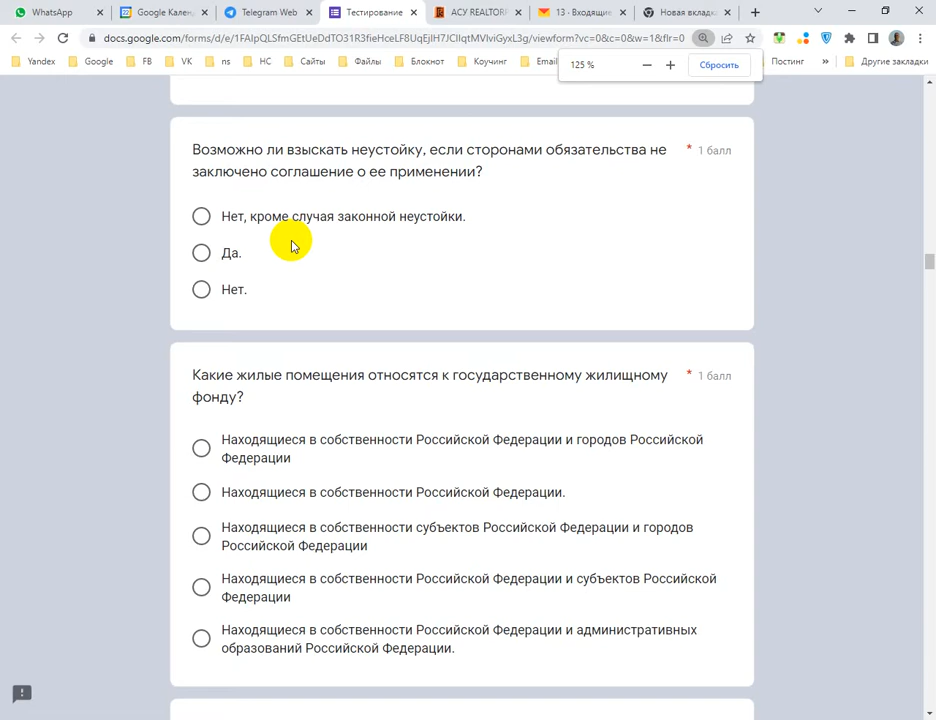 WhatsApp
Google Кален
Telegram Web
Тестирование
АСУ REALTOR
13 · Входящие
Новая вкладк
docs.google.com/forms/d/e/1FAIpQLSfmGEtUeDdTO31R3fieHceLF8UqEjlH7JCIIqtMVIviGyxL3g/viewform?vc=0&c=0&w=1&flr=0
Yandex
Google
FB
VK
ns
НС
Сайты
Файлы
Блокнот
Коучинг
Email
Постинг
»
Другие закладки
125 %
Сбросить
Возможно ли взыскать неустойку, если сторонами обязательства не * 1 балл
заключено соглашение о ее применении?
Нет, кроме случая законной неустойки.
Да.
Нет.
Какие жилые помещения относятся к государственному жилищному * 1 балл
фонду?
Находящиеся в собственности Российской Федерации и городов Российской
Федерации
Находящиеся в собственности Российской Федерации.
Находящиеся в собственности субъектов Российской Федерации и городов
Российской Федерации
Находящиеся в собственности Российской Федерации и субъектов Российской
Федерации
Находящиеся в собственности Российской Федерации и административных
образований Российской Федерации.